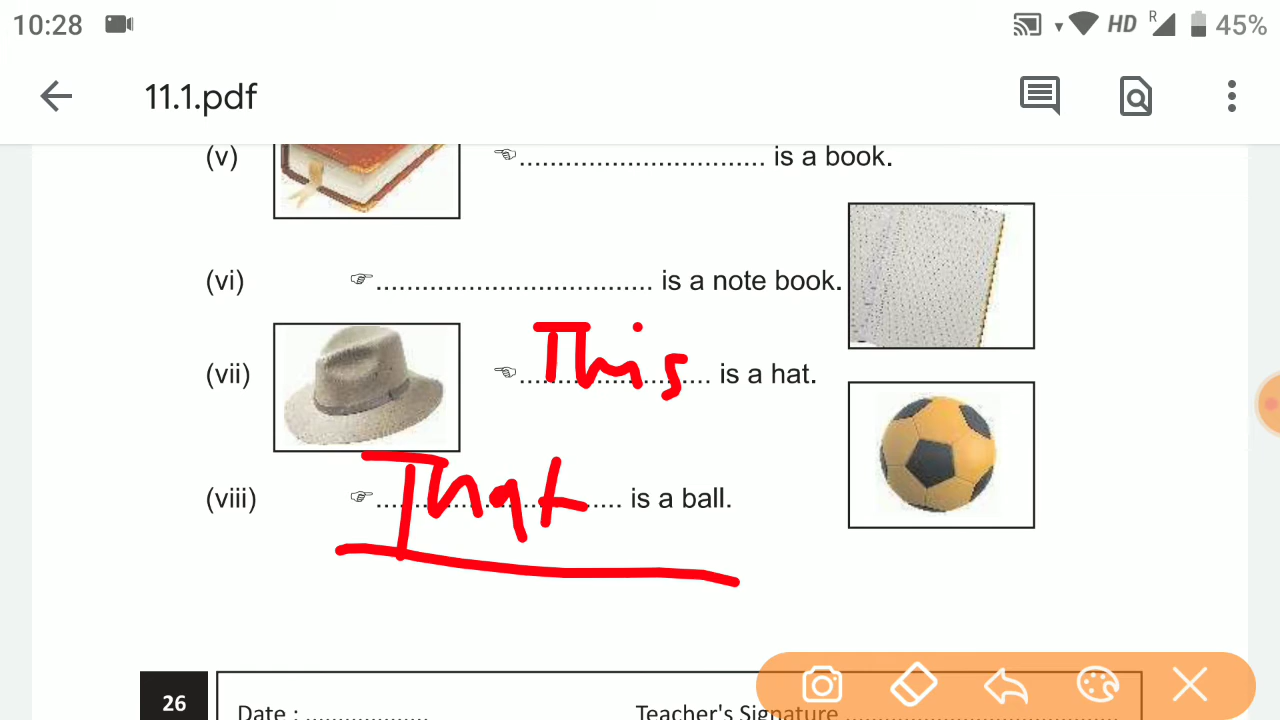 10:28 HD R 45%
11.1.pdf
(v) ............................... is a book.
(vi) .................................... is a note book.
(vii) This is a hat.
(viii) That is a ball.
26
Date : ................. Teacher's Signature ......................................